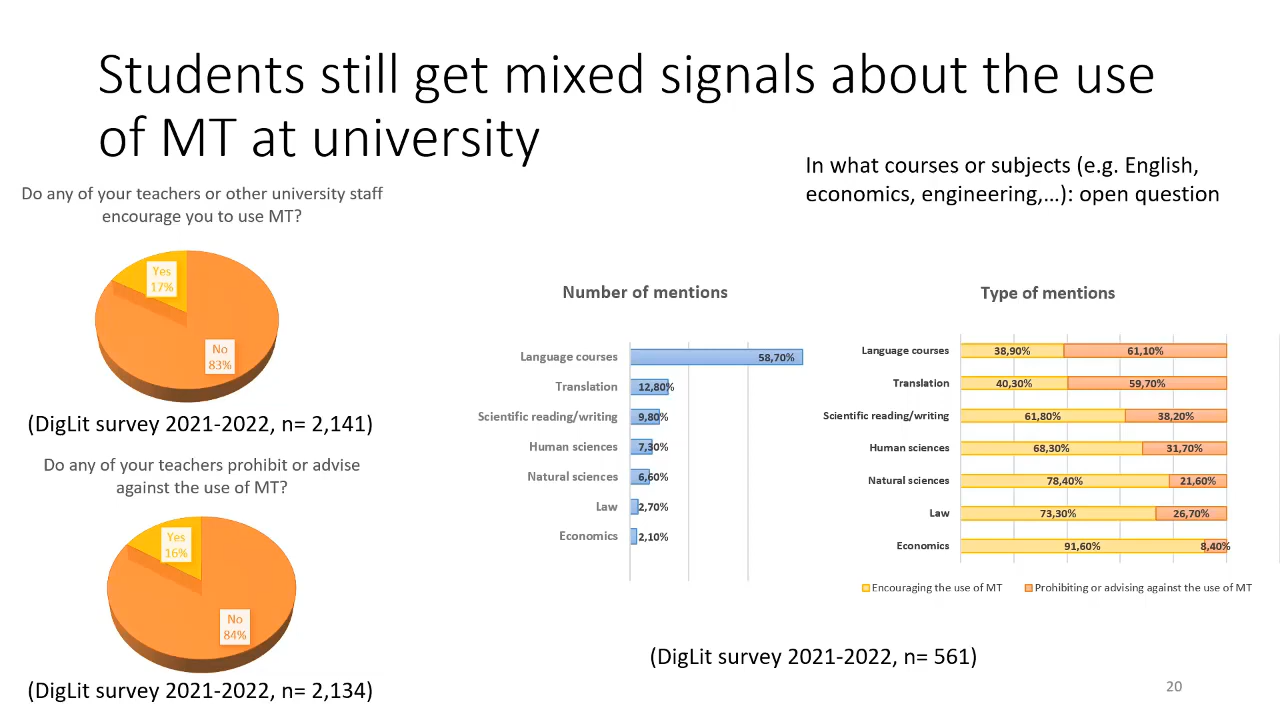 Students still get mixed signals about the use
of MT at university
In what courses or subjects (e.g. English,
economics, engineering,...): open question
Do any of your teachers or other university staff
encourage you to use MT?
Yes
17%
No
83%
(DigLit survey 2021-2022, n= 2,141)
Do any of your teachers prohibit or advise
against the use of MT?
Yes
16%
No
84%
(DigLit survey 2021-2022, n= 2,134)
Number of mentions
Language courses 58,70%
Translation 12,80%
Scientific reading/writing 9,80%
Human sciences 7,30%
Natural sciences 6,60%
Law 2,70%
Economics 2,10%
Type of mentions
Language courses 38,90% 61,10%
Translation 40,30% 59,70%
Scientific reading/writing 61,80% 38,20%
Human sciences 68,30% 31,70%
Natural sciences 78,40% 21,60%
Law 73,30% 26,70%
Economics 91,60% 8,40%
Encouraging the use of MT Prohibiting or advising against the use of MT
(DigLit survey 2021-2022, n= 561)
20